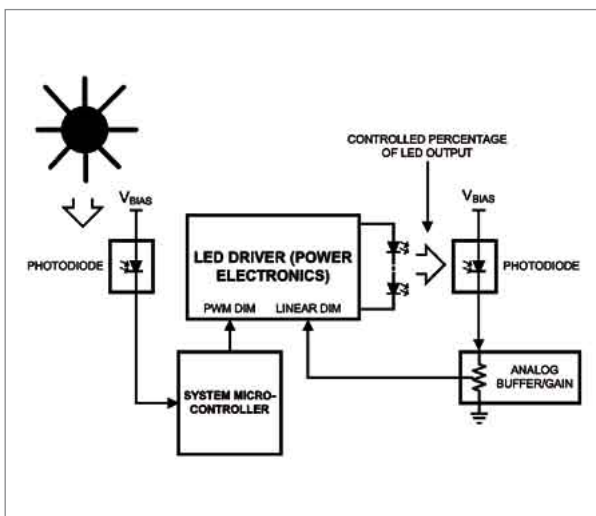 CONTROLLED PERCENTAGE
OF LED OUTPUT
VBIAS
VBIAS
PHOTODIODE
LED DRIVER (POWER
ELECTRONICS)
PHOTODIODE
PWM DIM LINEAR DIM
SYSTEM MICRO-
CONTROLLER
ANALOG
BUFFER/GAIN